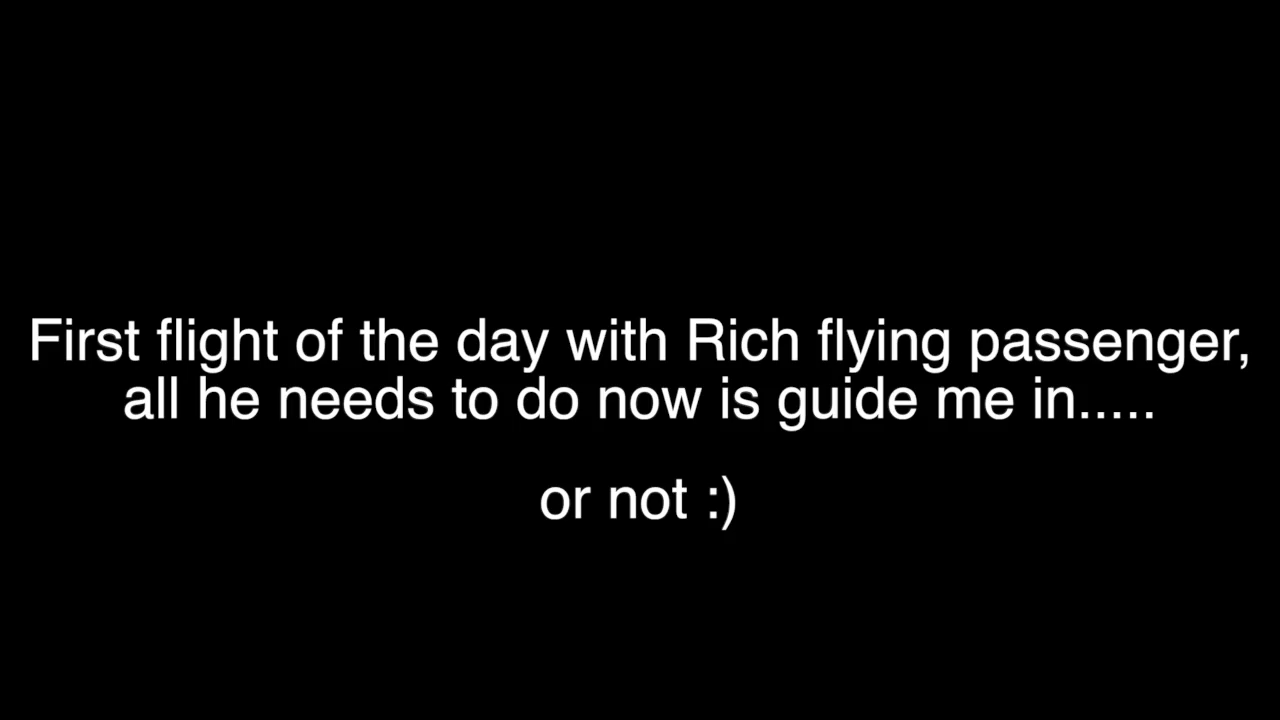 First flight of the day with Rich flying passenger,
all he needs to do now is guide me in.....
or not :)